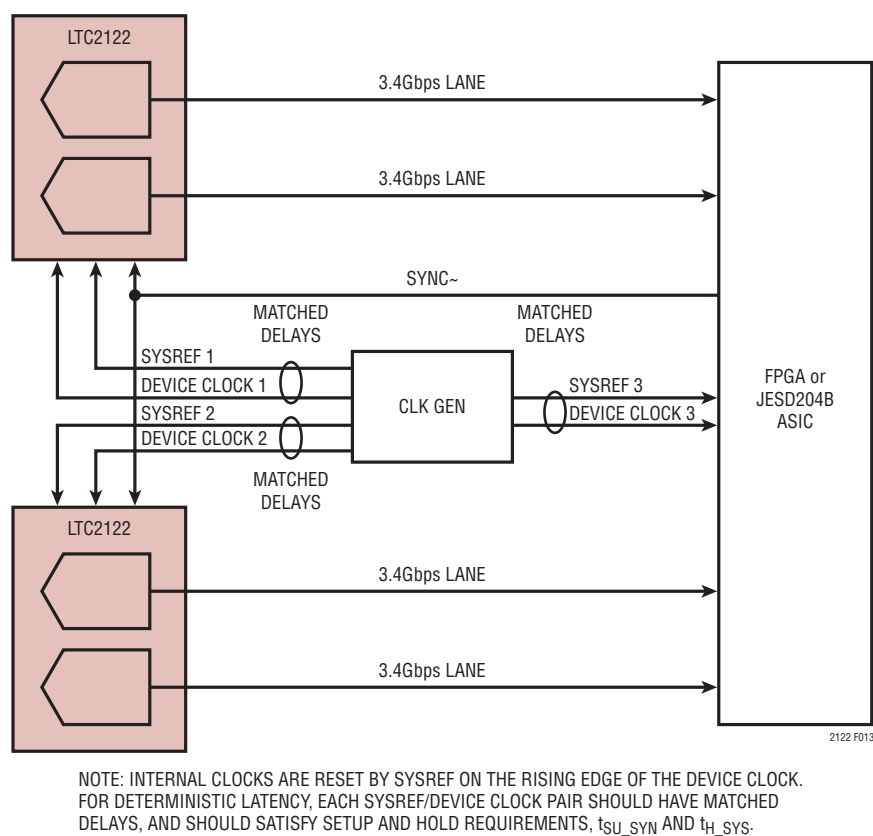 LTC2122
3.4Gbps LANE
3.4Gbps LANE
SYNC~
MATCHED
DELAYS
MATCHED
DELAYS
SYSREF 1
DEVICE CLOCK 1
SYSREF 2
DEVICE CLOCK 2
CLK GEN
SYSREF 3
DEVICE CLOCK 3
FPGA or
JESD204B
ASIC
MATCHED
DELAYS
LTC2122
3.4Gbps LANE
3.4Gbps LANE
2122 F013
NOTE: INTERNAL CLOCKS ARE RESET BY SYSREF ON THE RISING EDGE OF THE DEVICE CLOCK.
FOR DETERMINISTIC LATENCY, EACH SYSREF/DEVICE CLOCK PAIR SHOULD HAVE MATCHED
DELAYS, AND SHOULD SATISFY SETUP AND HOLD REQUIREMENTS, tSU_SYN AND tH_SYS.